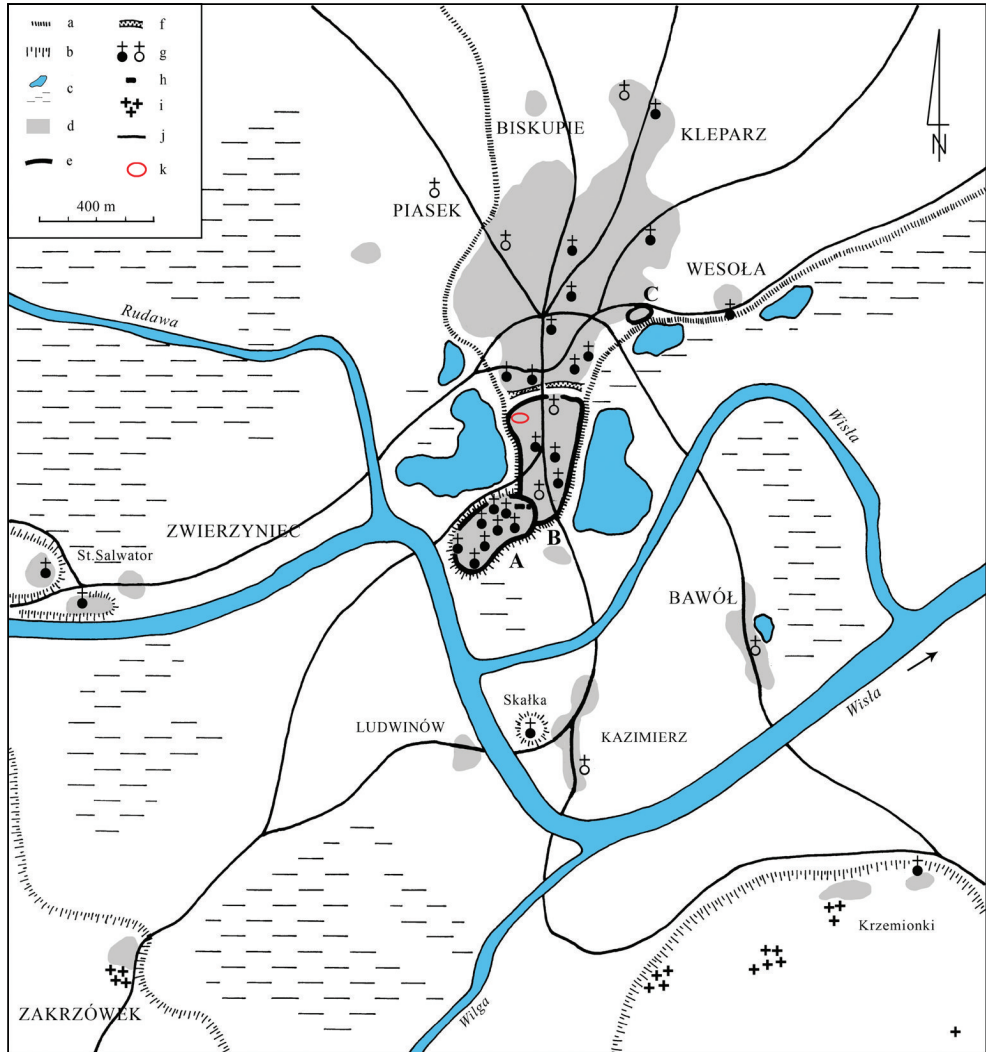 a f
b g
c h
d i
e j
k
400 m
N
BISKUPIE
KLEPARZ
PIASEK
WESOŁA
C
Rudawa
Wisła
ZWIERZYNIEC
St.Salwator
A
B
BAWÓŁ
Skałka
Wisła
LUDWINÓW
KAZIMIERZ
Krzemionki
ZAKRZÓWEK
Wilga